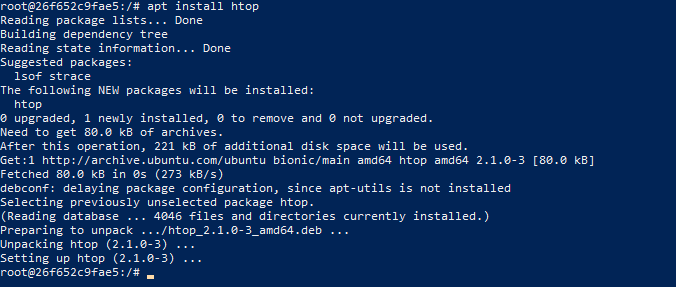 root@26f652c9fae5:/# apt install htop
Reading package lists... Done
Building dependency tree
Reading state information... Done
Suggested packages:
  lsof strace
The following NEW packages will be installed:
  htop
0 upgraded, 1 newly installed, 0 to remove and 0 not upgraded.
Need to get 80.0 kB of archives.
After this operation, 221 kB of additional disk space will be used.
Get:1 http://archive.ubuntu.com/ubuntu bionic/main amd64 htop amd64 2.1.0-3 [80.0 kB]
Fetched 80.0 kB in 0s (273 kB/s)
debconf: delaying package configuration, since apt-utils is not installed
Selecting previously unselected package htop.
(Reading database ... 4046 files and directories currently installed.)
Preparing to unpack .../htop_2.1.0-3_amd64.deb ...
Unpacking htop (2.1.0-3) ...
Setting up htop (2.1.0-3) ...
root@26f652c9fae5:/#